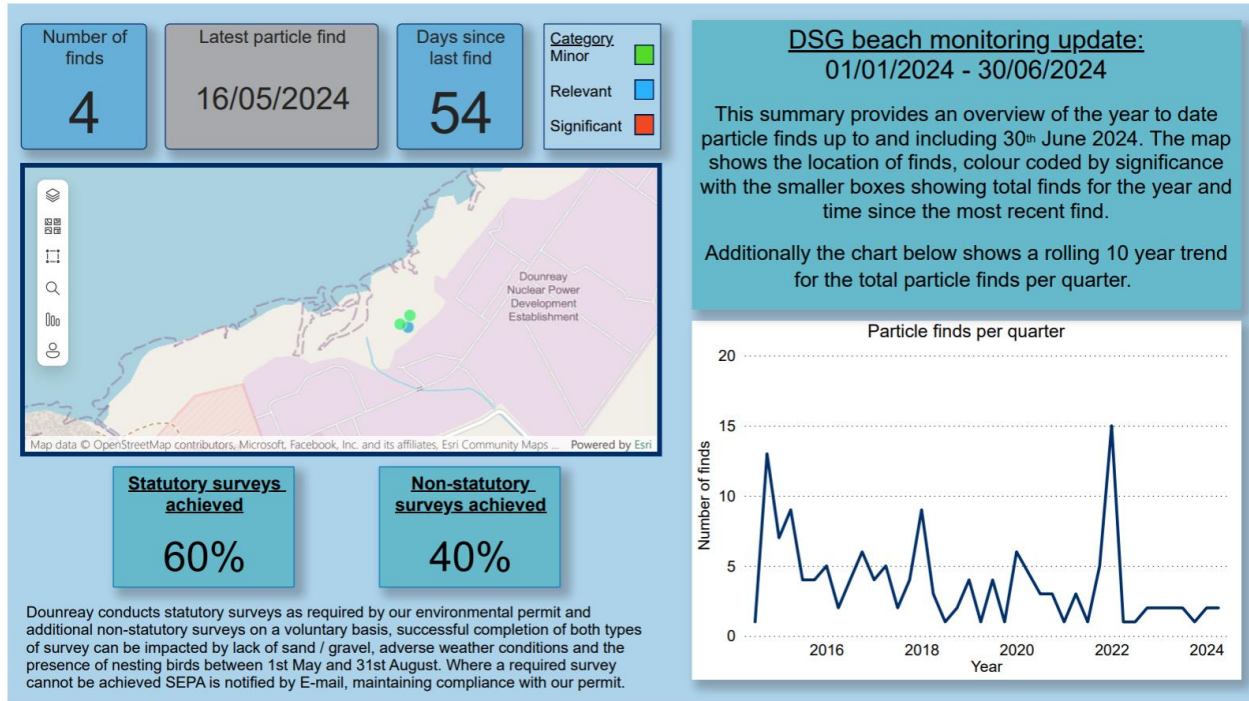 Number of
finds
4
Latest particle find
16/05/2024
Days since
last find
54
Category
Minor
Relevant
Significant
DSG beach monitoring update:
01/01/2024 - 30/06/2024
This summary provides an overview of the year to date
particle finds up to and including 30th June 2024. The map
shows the location of finds, colour coded by significance
with the smaller boxes showing total finds for the year and
time since the most recent find.
Additionally the chart below shows a rolling 10 year trend
for the total particle finds per quarter.
Dounreay
Nuclear Power
Development
Establishment
Map data © OpenStreetMap contributors, Microsoft, Facebook, Inc. and its affiliates, Esri Community Maps ... Powered by Esri
Statutory surveys
achieved
60%
Non-statutory
surveys achieved
40%
Dounreay conducts statutory surveys as required by our environmental permit and
additional non-statutory surveys on a voluntary basis, successful completion of both types
of survey can be impacted by lack of sand / gravel, adverse weather conditions and the
presence of nesting birds between 1st May and 31st August. Where a required survey
cannot be achieved SEPA is notified by E-mail, maintaining compliance with our permit.
Particle finds per quarter
Number of finds
20
15
10
5
0
2016 2018 2020 2022 2024
Year